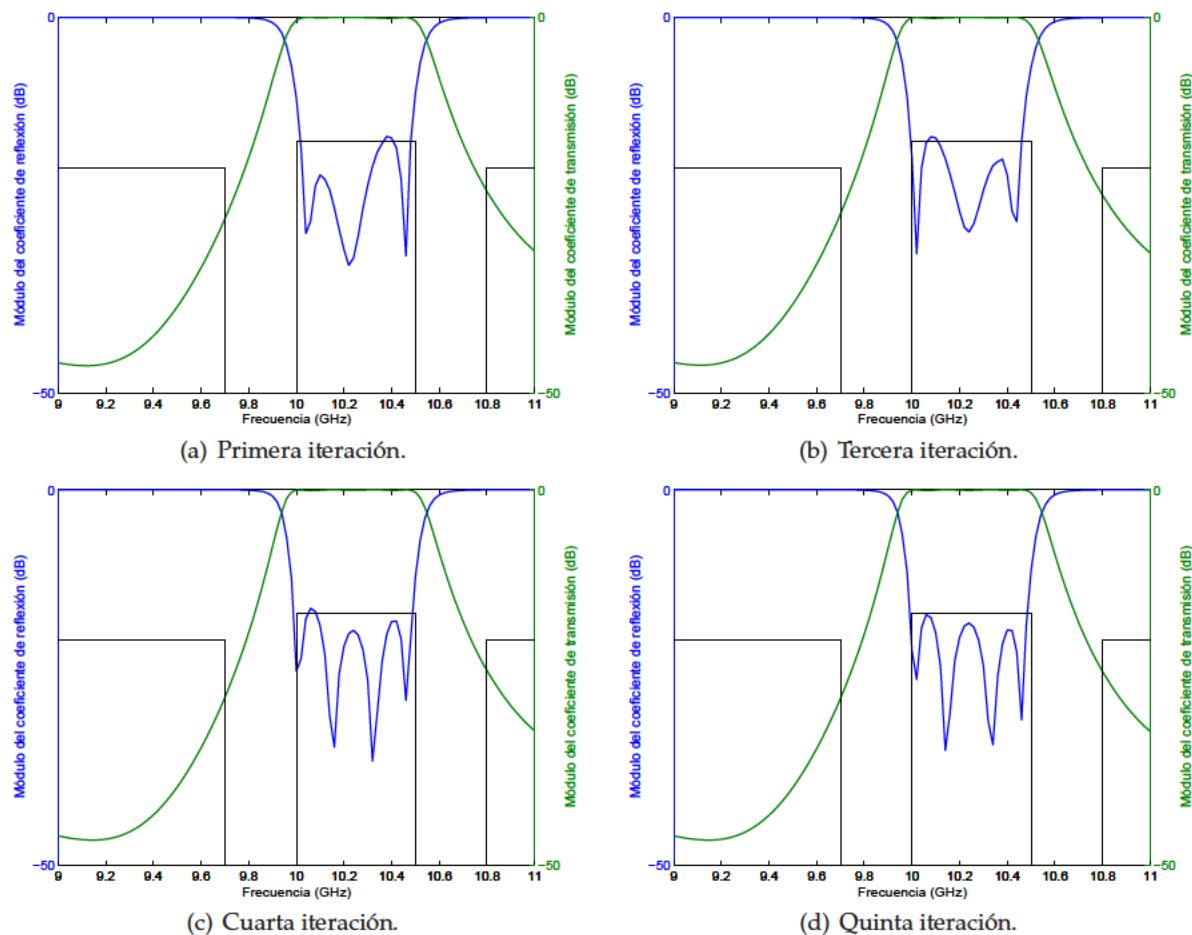 Módulo del coeficiente de reflexión (dB)
0
−50
9 9.2 9.4 9.6 9.8 10 10.2 10.4 10.6 10.8 11
Frecuencia (GHz)
0
−50
Módulo del coeficiente de transmisión (dB)
(a) Primera iteración.
Módulo del coeficiente de reflexión (dB)
0
−50
9 9.2 9.4 9.6 9.8 10 10.2 10.4 10.6 10.8 11
Frecuencia (GHz)
0
−50
Módulo del coeficiente de transmisión (dB)
(b) Tercera iteración.
Módulo del coeficiente de reflexión (dB)
0
−50
9 9.2 9.4 9.6 9.8 10 10.2 10.4 10.6 10.8 11
Frecuencia (GHz)
0
−50
Módulo del coeficiente de transmisión (dB)
(c) Cuarta iteración.
Módulo del coeficiente de reflexión (dB)
0
−50
9 9.2 9.4 9.6 9.8 10 10.2 10.4 10.6 10.8 11
Frecuencia (GHz)
0
−50
Módulo del coeficiente de transmisión (dB)
(d) Quinta iteración.